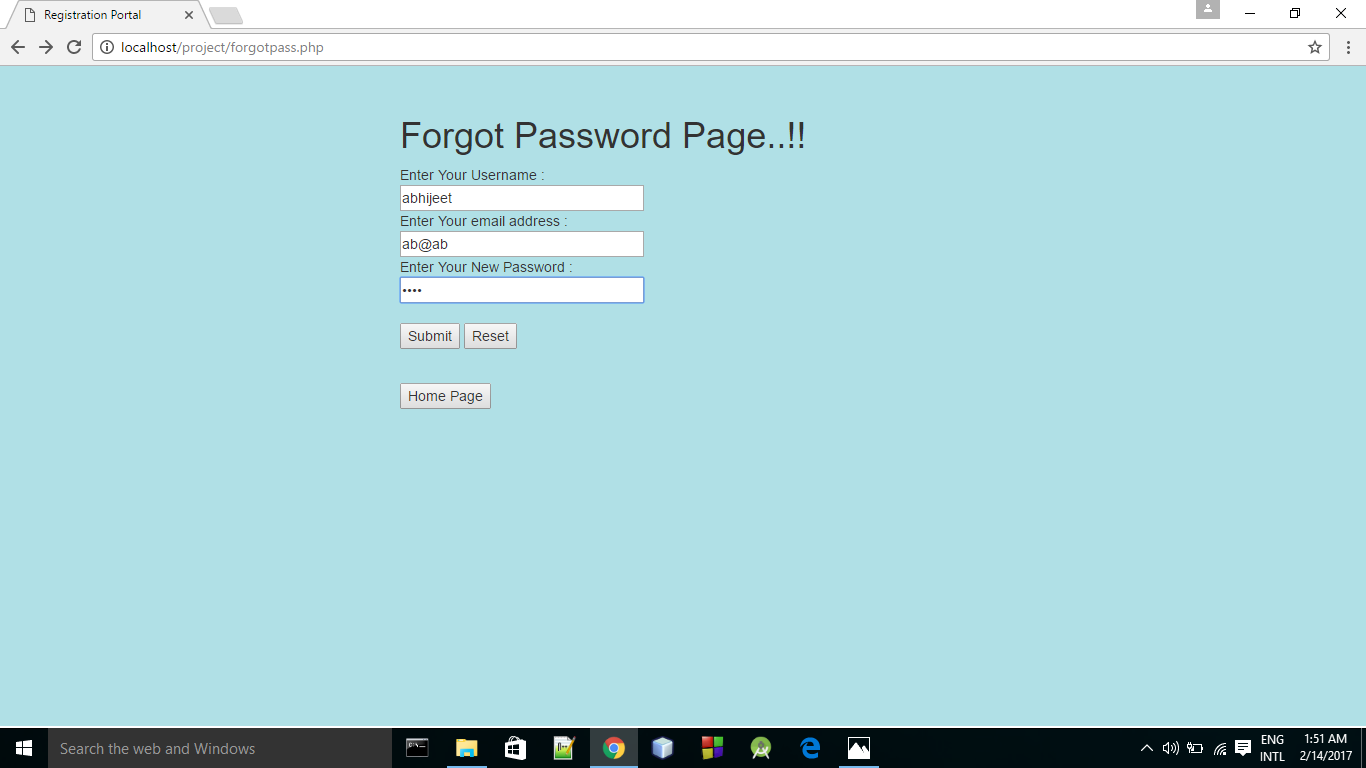 Registration Portal
localhost/project/forgotpass.php
Forgot Password Page..!!
Enter Your Username :
abhijeet
Enter Your email address :
ab@ab
Enter Your New Password :
••••
Submit Reset
Home Page
Search the web and Windows
ENG 1:51 AM
INTL 2/14/2017